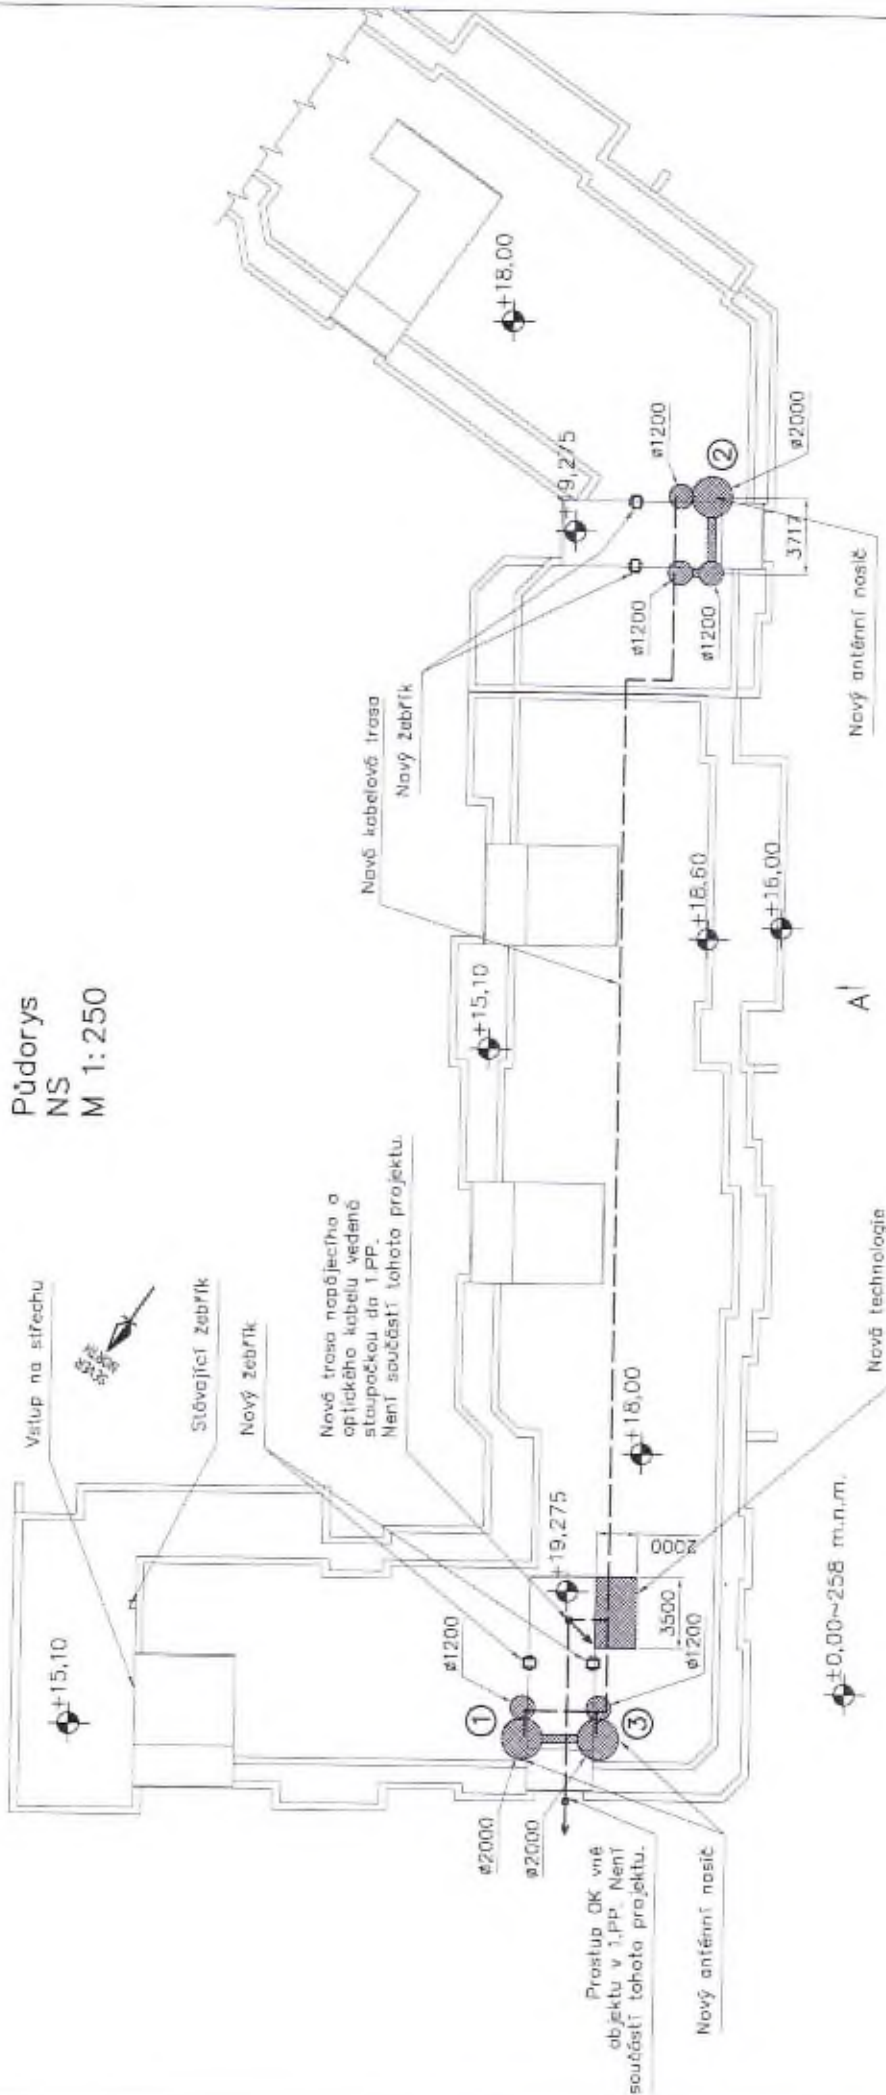 Půdorys
NS
M 1:250
Vstup na střechu
Stávající žebřík
Nový žebřík
Nová trasa napájecího a
optického kabelu vedená
stoupačkou do 1.PP.
Není součástí tohoto projektu.
Nová kabelová trasa
Nový žebřík
+15,10
+15,10
+18,00
+19,275
+18,60
+16,00
A
ø1200
①
ø2000
ø2000
③
+19,275
2000
3500
ø1200
+18,00
ø1200
ø1200
ø1200
②
ø2000
3717
Prostup OK vně
objektu v 1.PP. Není
součástí tohoto projektu.
Nový anténní nosič
±0,00~258 m.n.m.
Nová technologie
Nový anténní nosič